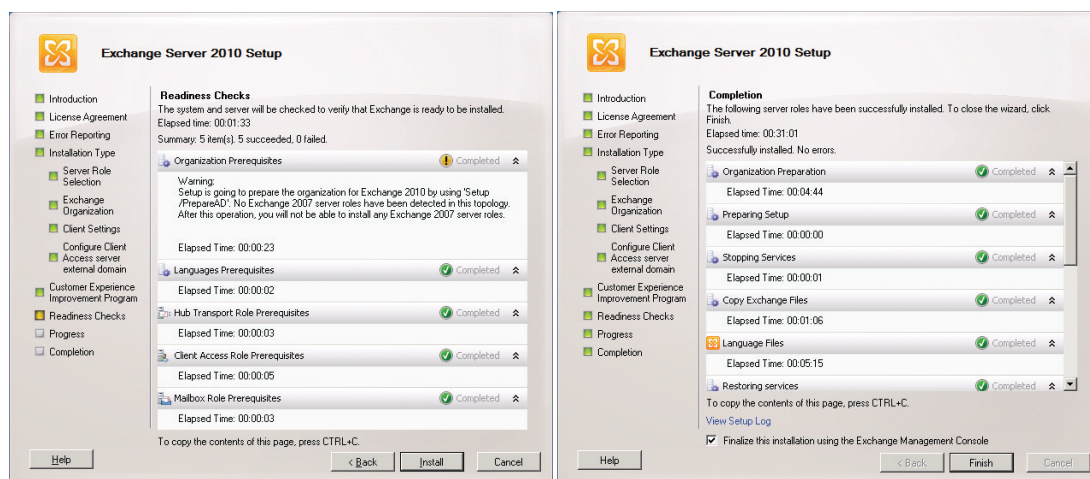 Exchange Server 2010 Setup
Introduction
License Agreement
Error Reporting
Installation Type
Server Role
Selection
Exchange
Organization
Client Settings
Configure Client
Access server
external domain
Customer Experience
Improvement Program
Readiness Checks
Progress
Completion
Readiness Checks
The system and server will be checked to verify that Exchange is ready to be installed.
Elapsed time: 00:01:33
Summary: 5 item(s). 5 succeeded, 0 failed.
Organization Prerequisites Completed
Warning:
Setup is going to prepare the organization for Exchange 2010 by using 'Setup
/PrepareAD'. No Exchange 2007 server roles have been detected in this topology.
After this operation, you will not be able to install any Exchange 2007 server roles.
Elapsed Time: 00:00:23
Languages Prerequisites Completed
Elapsed Time: 00:00:02
Hub Transport Role Prerequisites Completed
Elapsed Time: 00:00:03
Client Access Role Prerequisites Completed
Elapsed Time: 00:00:05
Mailbox Role Prerequisites Completed
Elapsed Time: 00:00:03
To copy the contents of this page, press CTRL+C.
Help < Back Install Cancel
Exchange Server 2010 Setup
Introduction
License Agreement
Error Reporting
Installation Type
Server Role
Selection
Exchange
Organization
Client Settings
Configure Client
Access server
external domain
Customer Experience
Improvement Program
Readiness Checks
Progress
Completion
Completion
The following server roles have been successfully installed. To close the wizard, click
Finish.
Elapsed time: 00:31:01
Successfully installed. No errors.
Organization Preparation Completed
Elapsed Time: 00:04:44
Preparing Setup Completed
Elapsed Time: 00:00:00
Stopping Services Completed
Elapsed Time: 00:00:01
Copy Exchange Files Completed
Elapsed Time: 00:01:06
Language Files Completed
Elapsed Time: 00:05:15
Restoring services Completed
To copy the contents of this page, press CTRL+C.
View Setup Log
Finalize this installation using the Exchange Management Console
Help < Back Finish Cancel